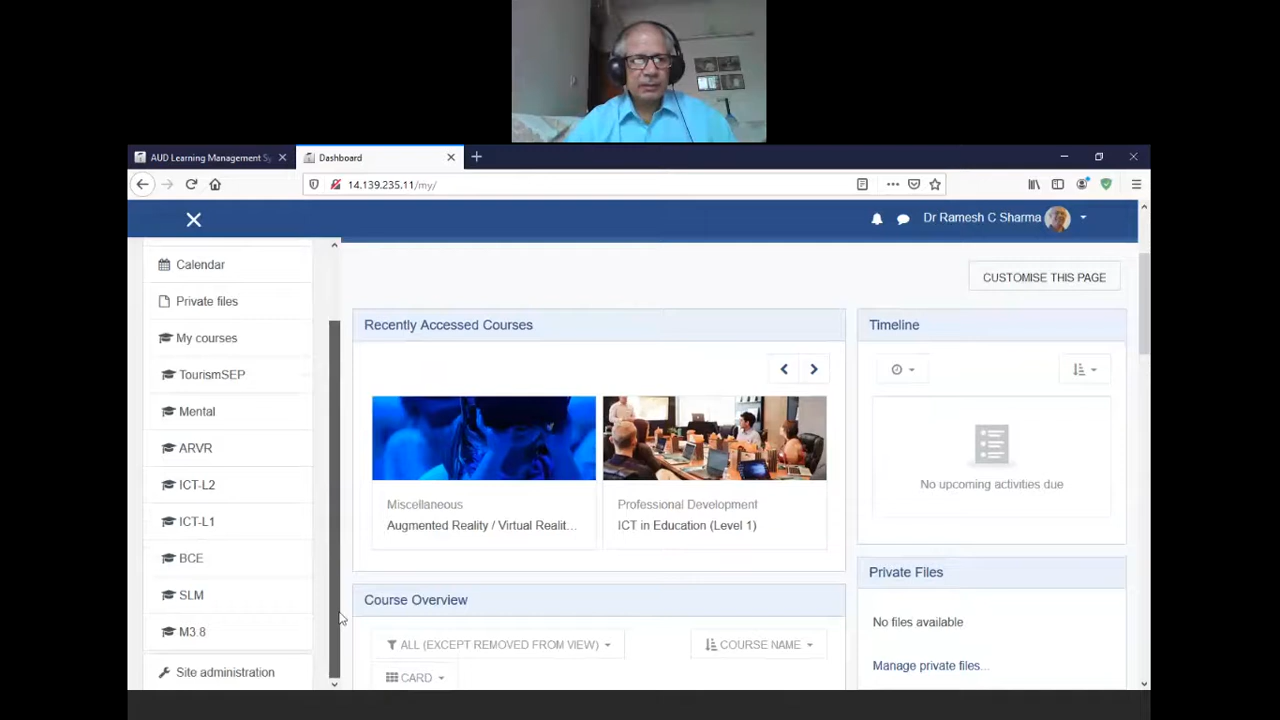 AUD Learning Management Sy
Dashboard
14.139.235.11/my/
Dr Ramesh C Sharma
Calendar
Private files
My courses
TourismSEP
Mental
ARVR
ICT-L2
ICT-L1
BCE
SLM
M3.8
Site administration
CUSTOMISE THIS PAGE
Recently Accessed Courses
Miscellaneous
Augmented Reality / Virtual Realit...
Professional Development
ICT in Education (Level 1)
Course Overview
ALL (EXCEPT REMOVED FROM VIEW)
COURSE NAME
CARD
Timeline
No upcoming activities due
Private Files
No files available
Manage private files...